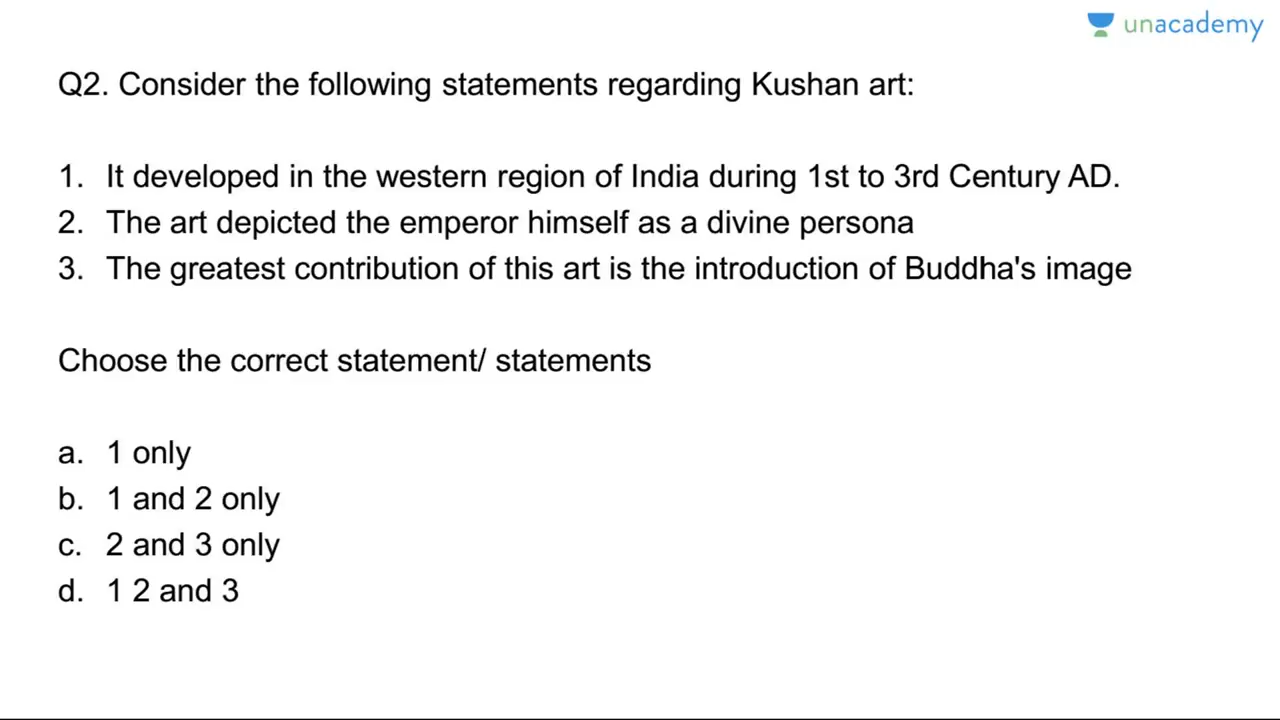 unacademy
Q2. Consider the following statements regarding Kushan art:
1. It developed in the western region of India during 1st to 3rd Century AD.
2. The art depicted the emperor himself as a divine persona
3. The greatest contribution of this art is the introduction of Buddha's image
Choose the correct statement/ statements
a. 1 only
b. 1 and 2 only
c. 2 and 3 only
d. 1 2 and 3